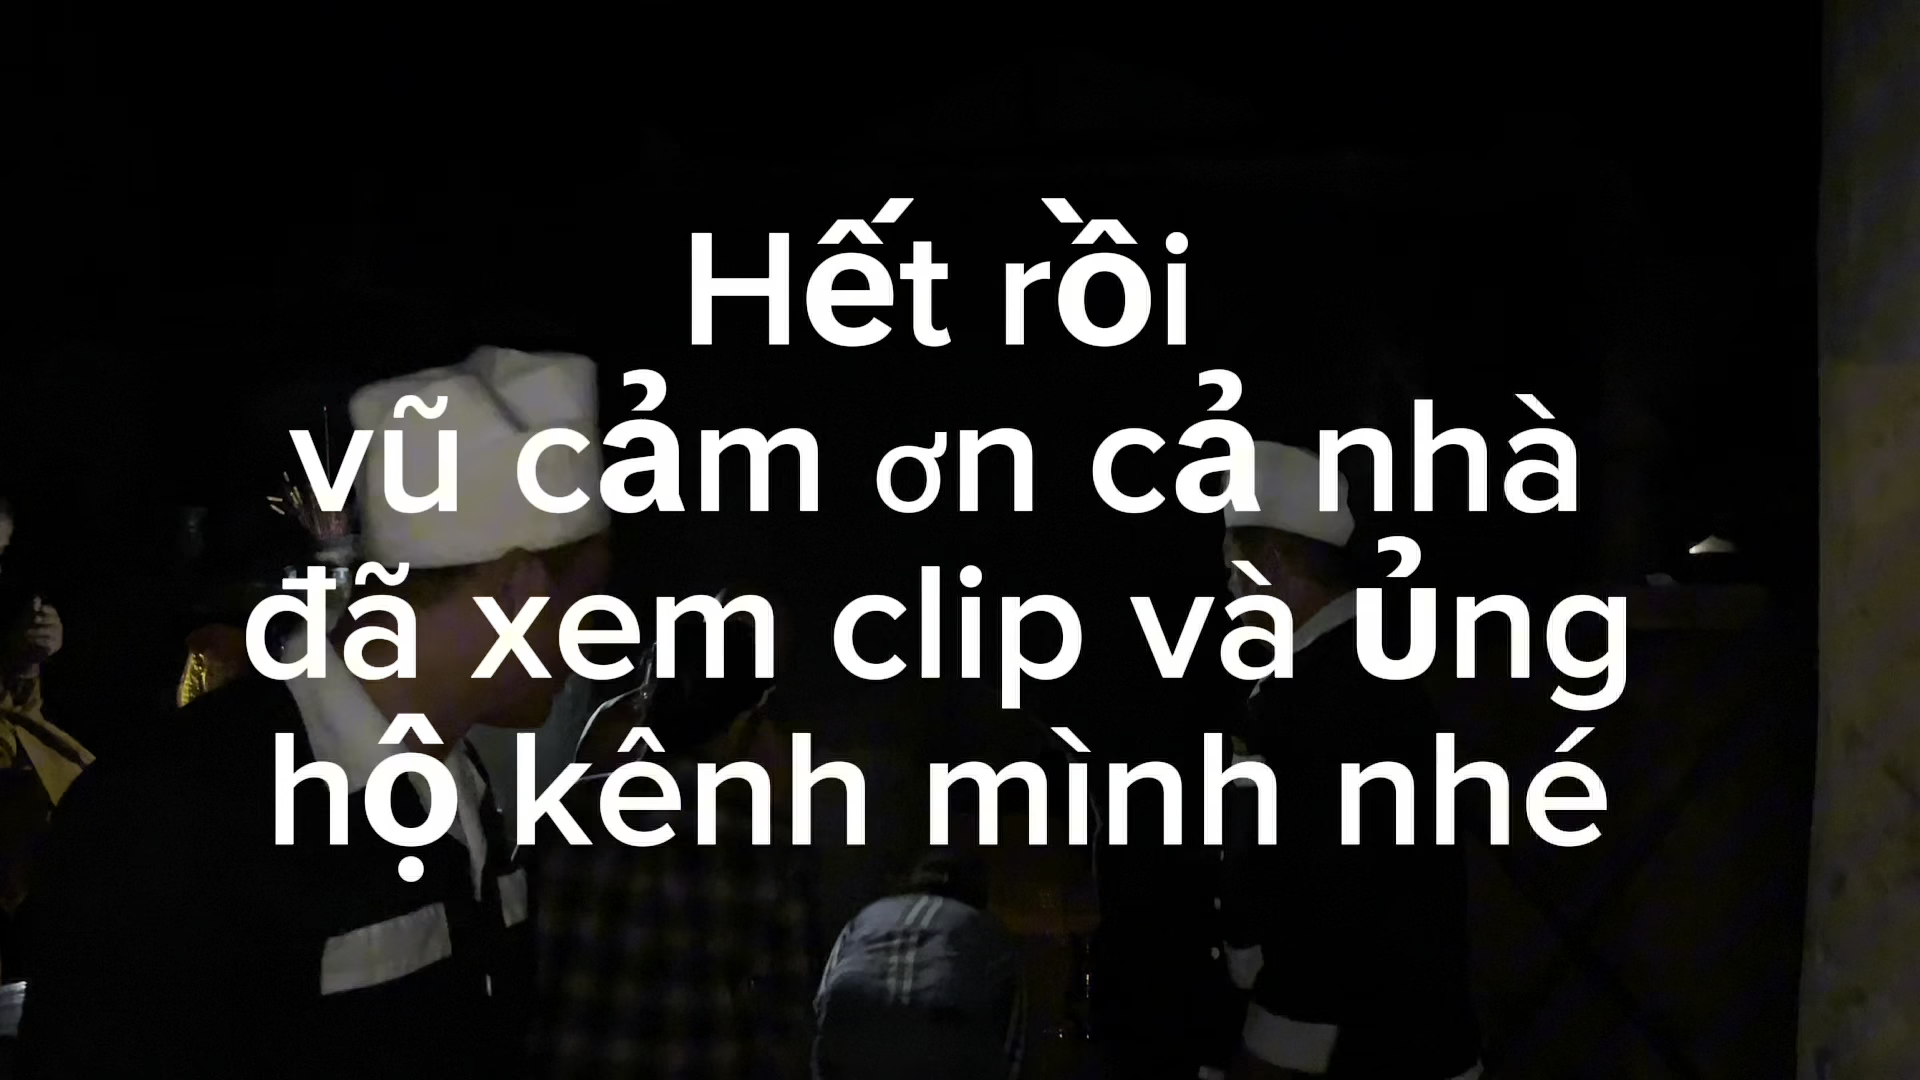 Hết rồi
vũ cảm ơn cả nhà
đã xem clip và ủng
hộ kênh mình nhé